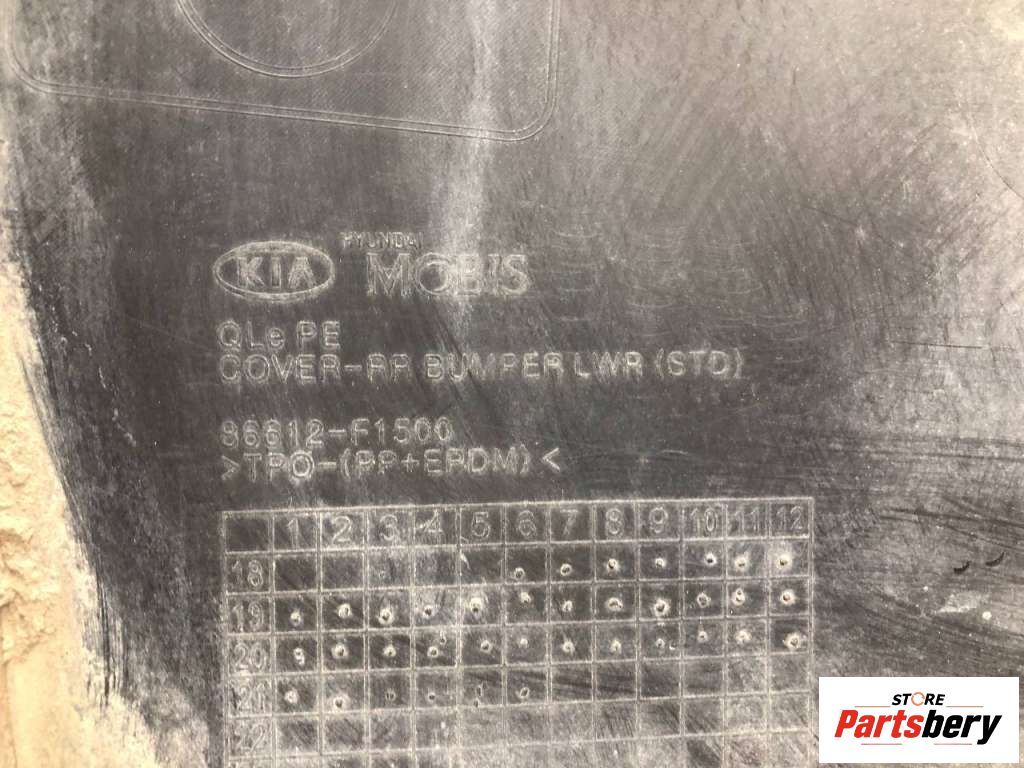 KIA HYUNDAI MOBIS
QLe PE
COVER-RR BUMPER LWR (STD)
86612-F1500
>TPO-(PP+EPDM)<
1 2 3 4 5 6 7 8 9 10 11 12
18
19
20
21
22
STORE
Partsbery